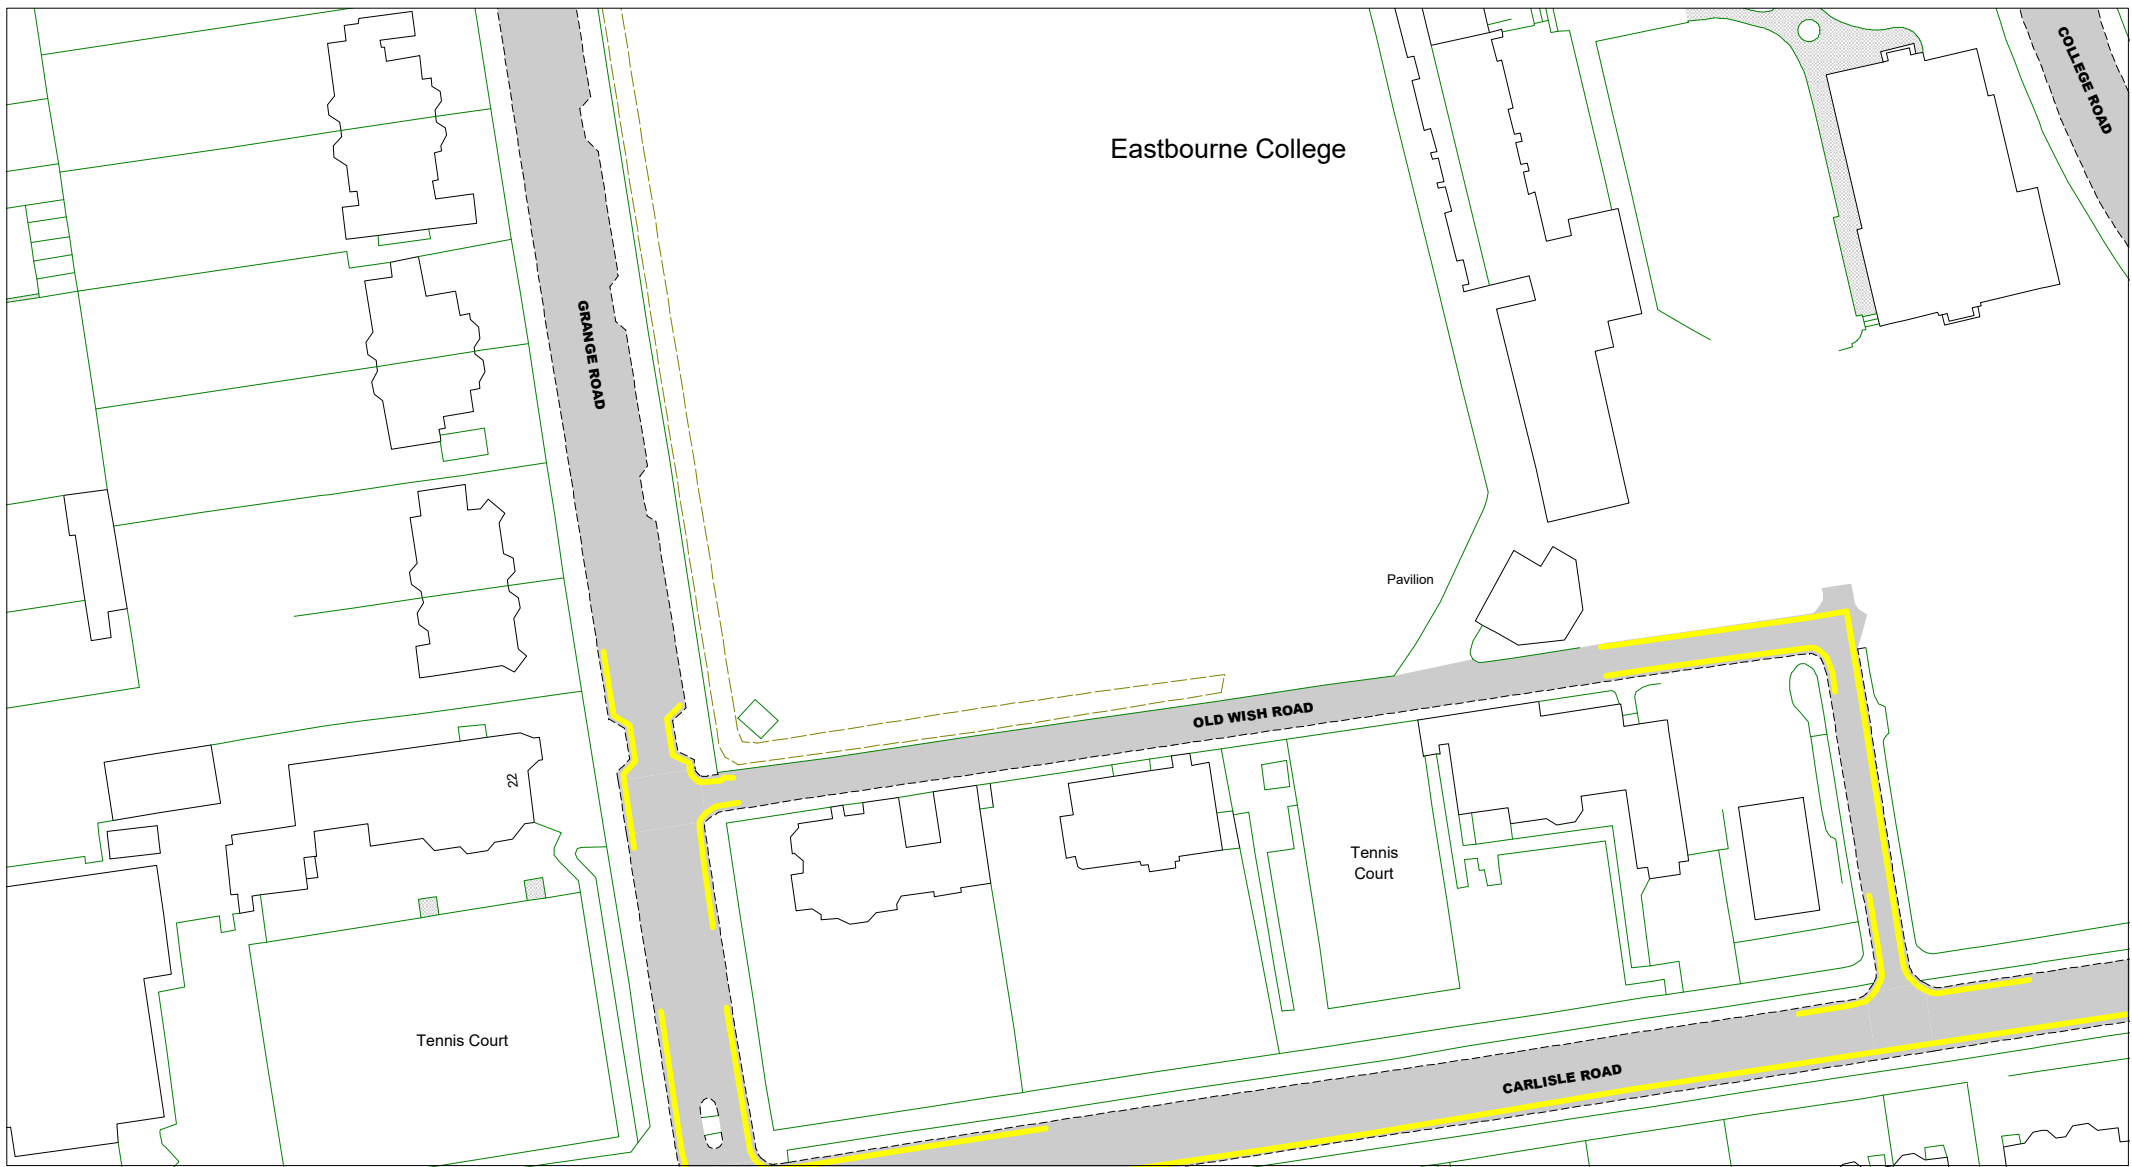 COLLEGE ROAD
Eastbourne College
GRANGE ROAD
Pavilion
OLD WISH ROAD
22
Tennis
Court
Tennis Court
CARLISLE ROAD